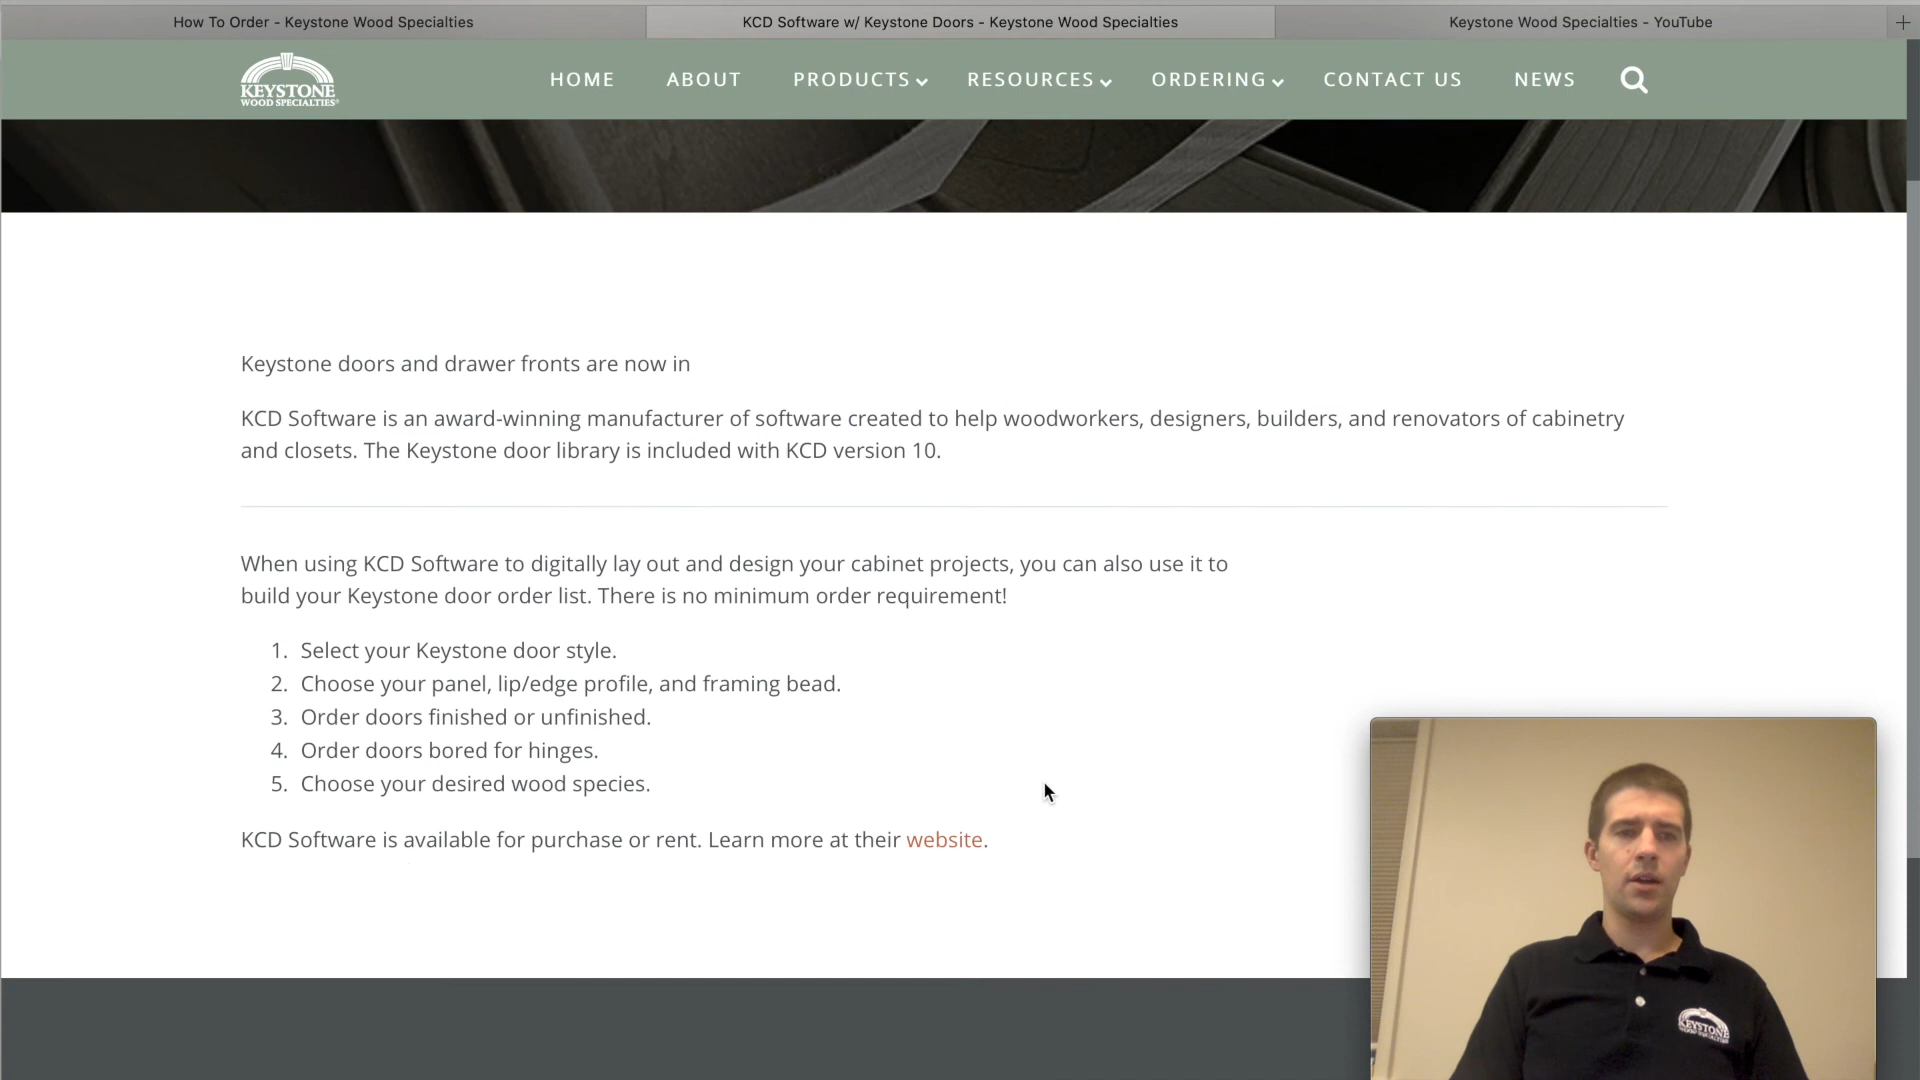 How To Order - Keystone Wood Specialties
KCD Software w/ Keystone Doors - Keystone Wood Specialties
Keystone Wood Specialties - YouTube
KEYSTONE
WOOD SPECIALTIES®
HOME
ABOUT
PRODUCTS
RESOURCES
ORDERING
CONTACT US
NEWS
Keystone doors and drawer fronts are now in
KCD Software is an award-winning manufacturer of software created to help woodworkers, designers, builders, and renovators of cabinetry
and closets. The Keystone door library is included with KCD version 10.
When using KCD Software to digitally lay out and design your cabinet projects, you can also use it to
build your Keystone door order list. There is no minimum order requirement!
1. Select your Keystone door style.
2. Choose your panel, lip/edge profile, and framing bead.
3. Order doors finished or unfinished.
4. Order doors bored for hinges.
5. Choose your desired wood species.
KCD Software is available for purchase or rent. Learn more at their website.
KEYSTONE
WOOD SPECIALTIES